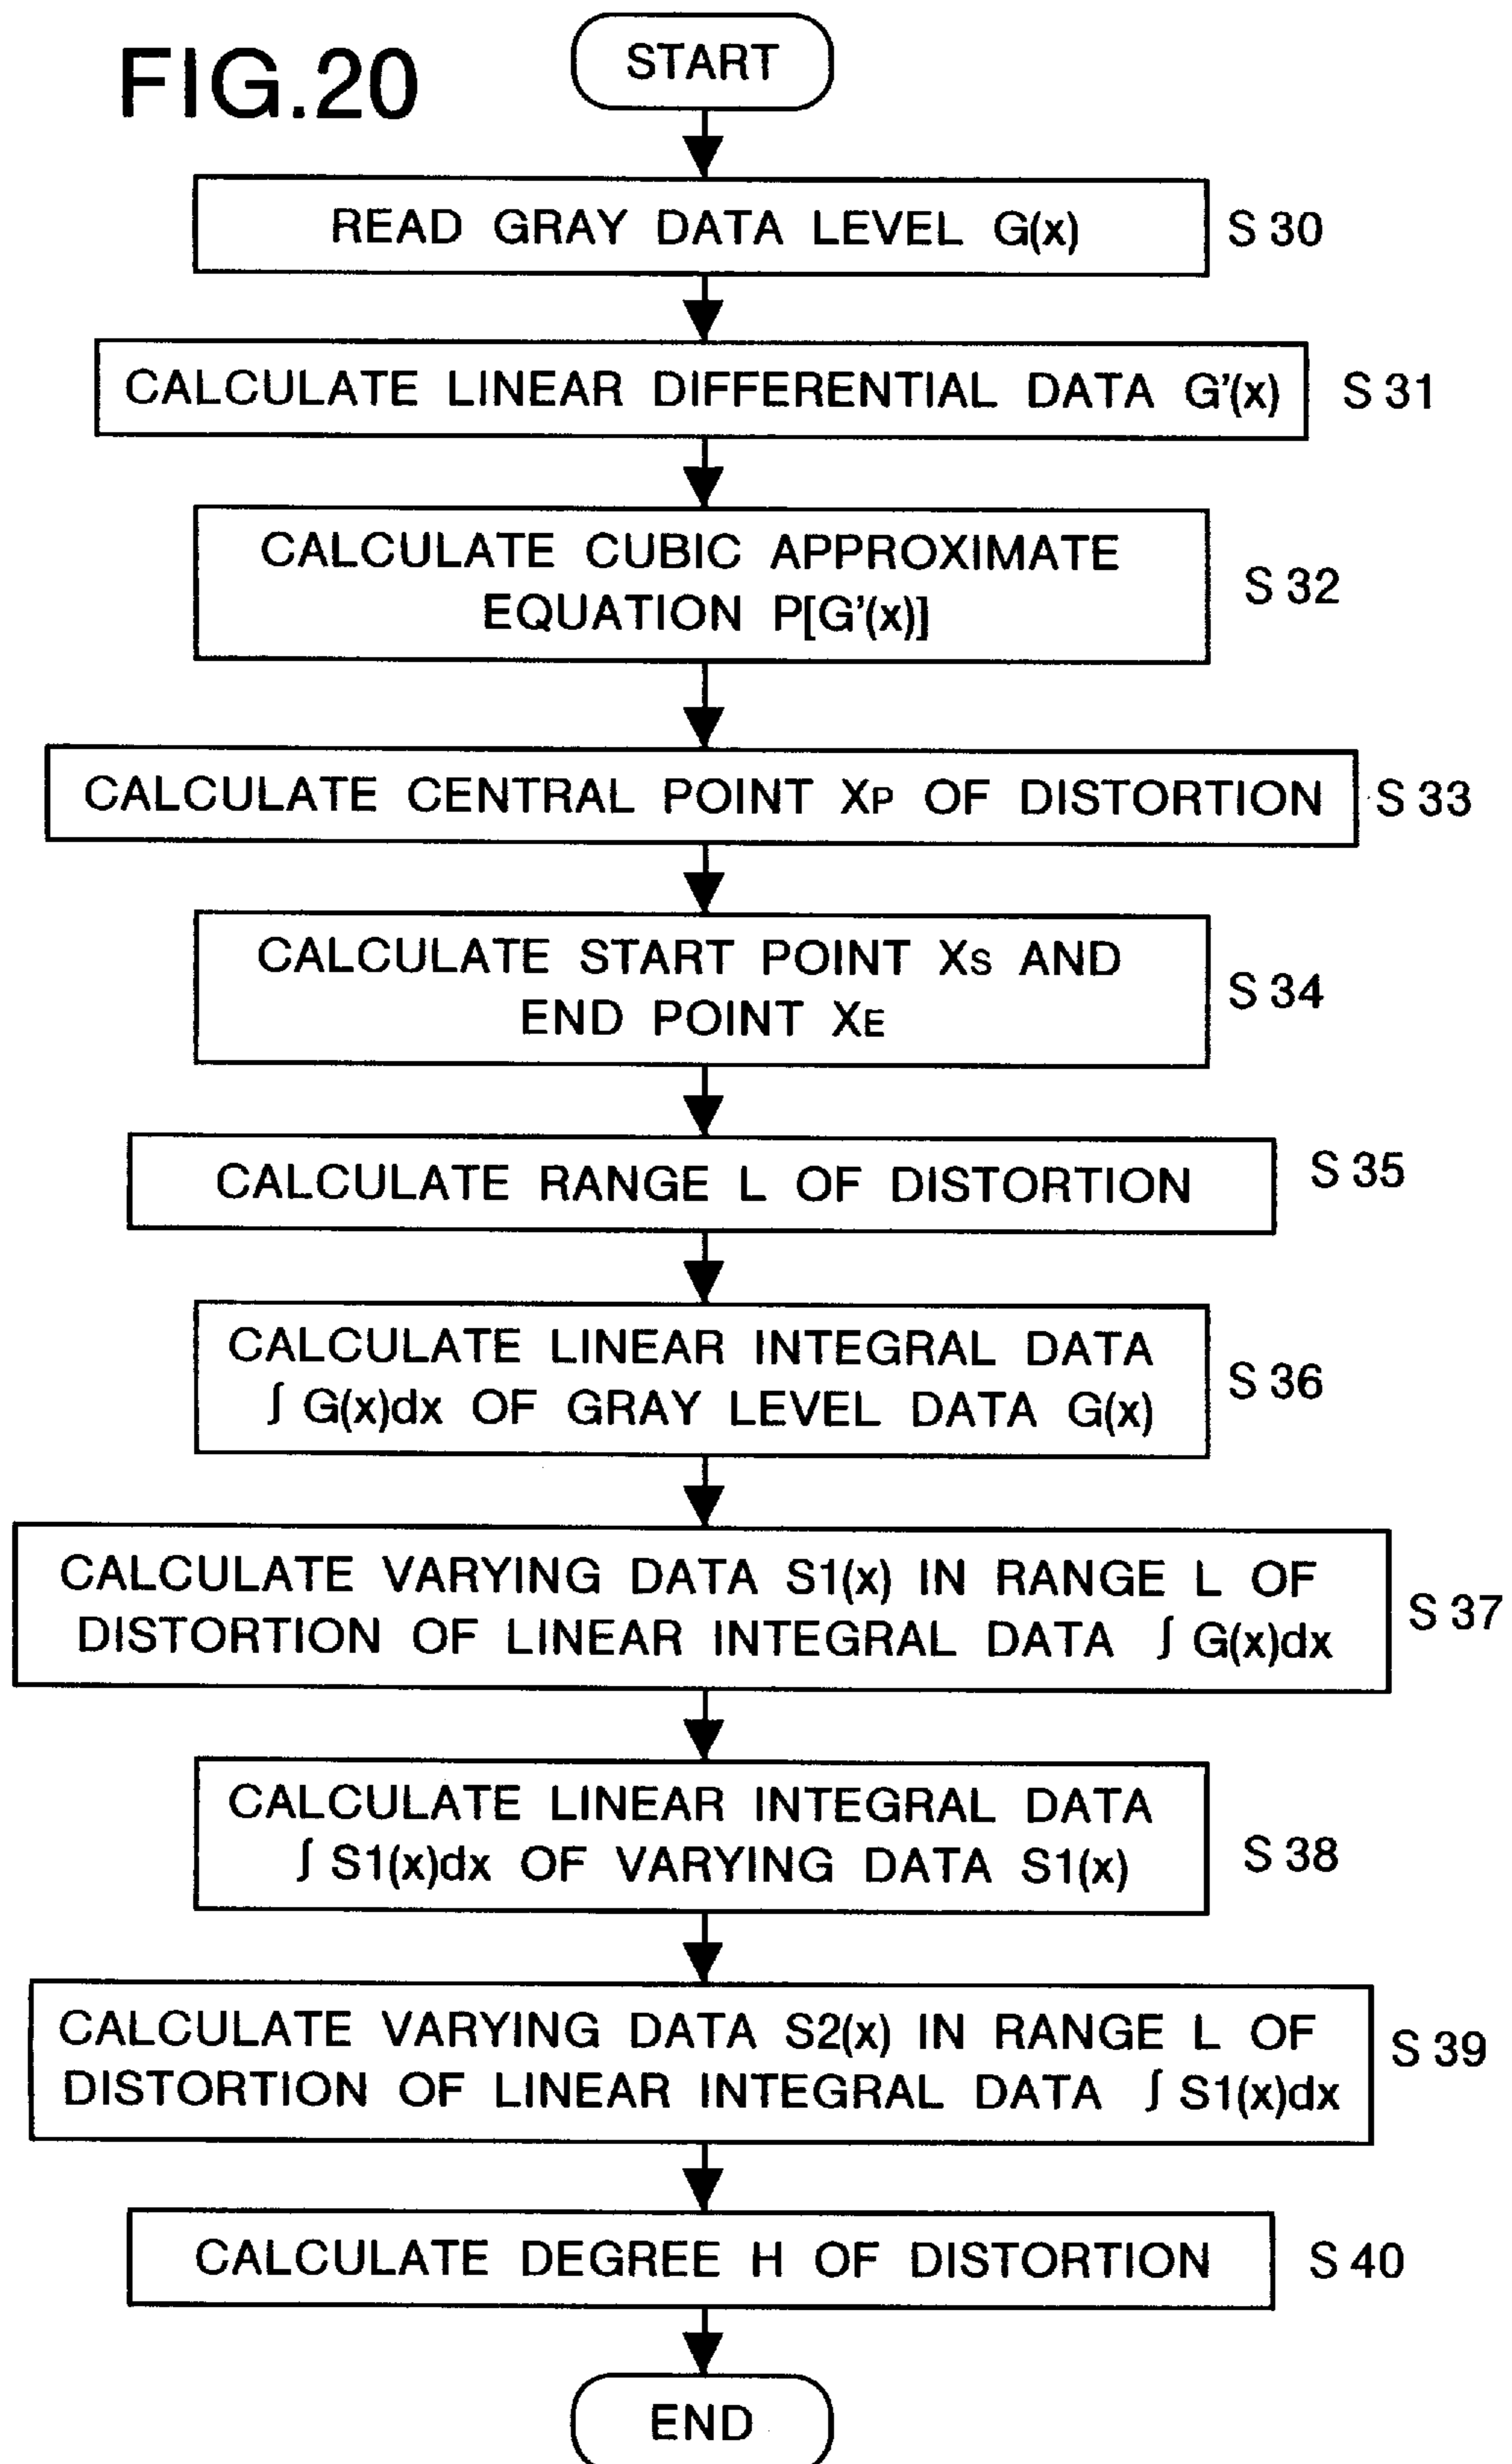 FIG.20
START
READ GRAY DATA LEVEL G(x)
S 30
CALCULATE LINEAR DIFFERENTIAL DATA G'(x)
S 31
CALCULATE CUBIC APPROXIMATE
EQUATION P[G'(x)]
S 32
CALCULATE CENTRAL POINT XP OF DISTORTION
S 33
CALCULATE START POINT XS AND
END POINT XE
S 34
CALCULATE RANGE L OF DISTORTION
S 35
CALCULATE LINEAR INTEGRAL DATA
∫ G(x)dx OF GRAY LEVEL DATA G(x)
S 36
CALCULATE VARYING DATA S1(x) IN RANGE L OF
DISTORTION OF LINEAR INTEGRAL DATA ∫ G(x)dx
S 37
CALCULATE LINEAR INTEGRAL DATA
∫ S1(x)dx OF VARYING DATA S1(x)
S 38
CALCULATE VARYING DATA S2(x) IN RANGE L OF
DISTORTION OF LINEAR INTEGRAL DATA ∫ S1(x)dx
S 39
CALCULATE DEGREE H OF DISTORTION
S 40
END